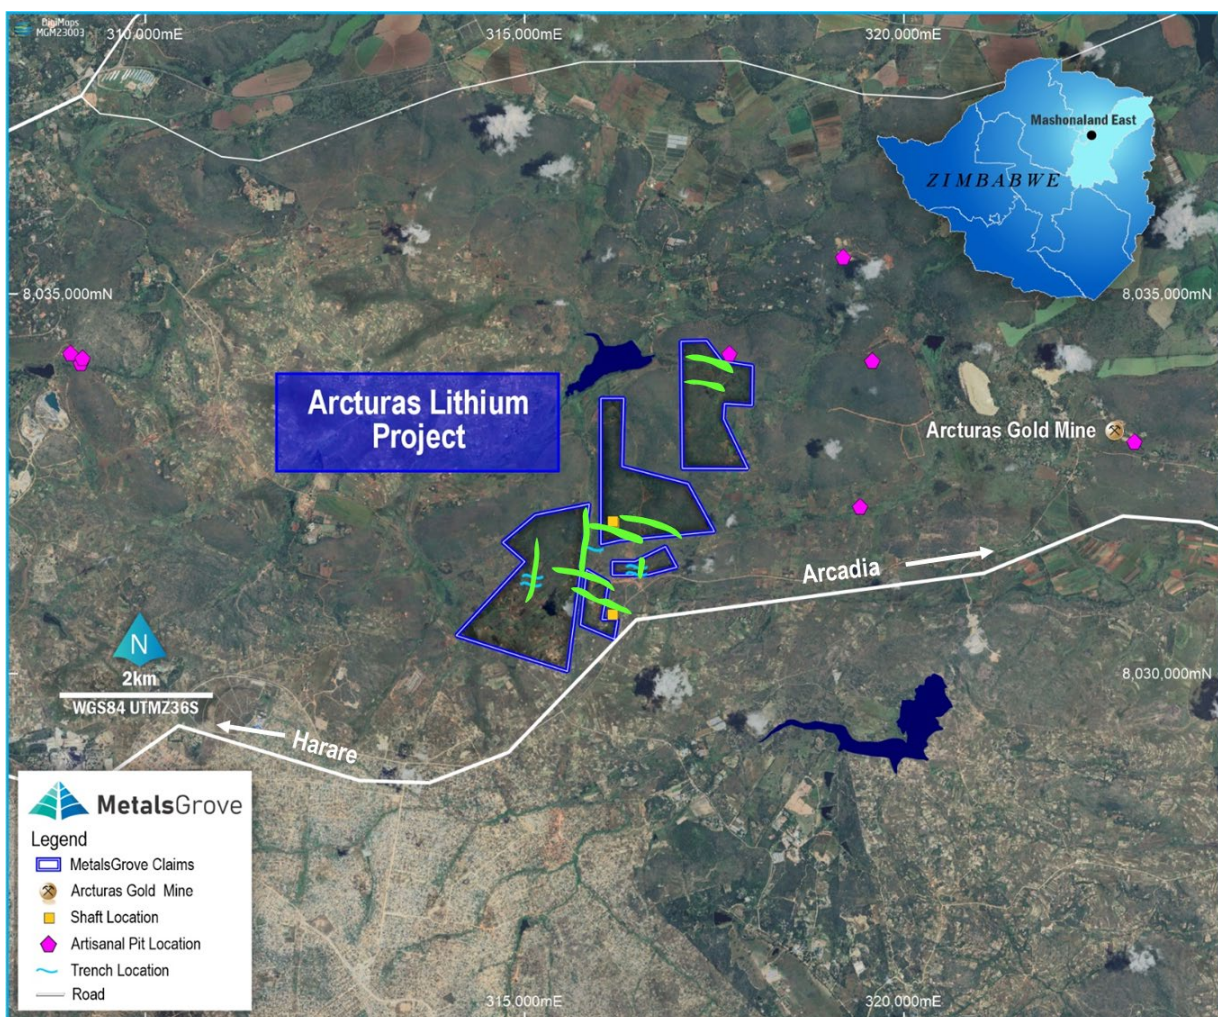 DigiMaps
MGM23003
310,000mE
315,000mE
320,000mE
Mashonaland East
ZIMBABWE
8,035,000mN
8,035,000mN
Arcturas Lithium
Project
Arcturas Gold Mine
Arcadia
N
2km
WGS84 UTMZ36S
8,030,000mN
Harare
MetalsGrove
Legend
MetalsGrove Claims
Arcturas Gold Mine
Shaft Location
Artisanal Pit Location
Trench Location
Road
315,000mE
320,000mE